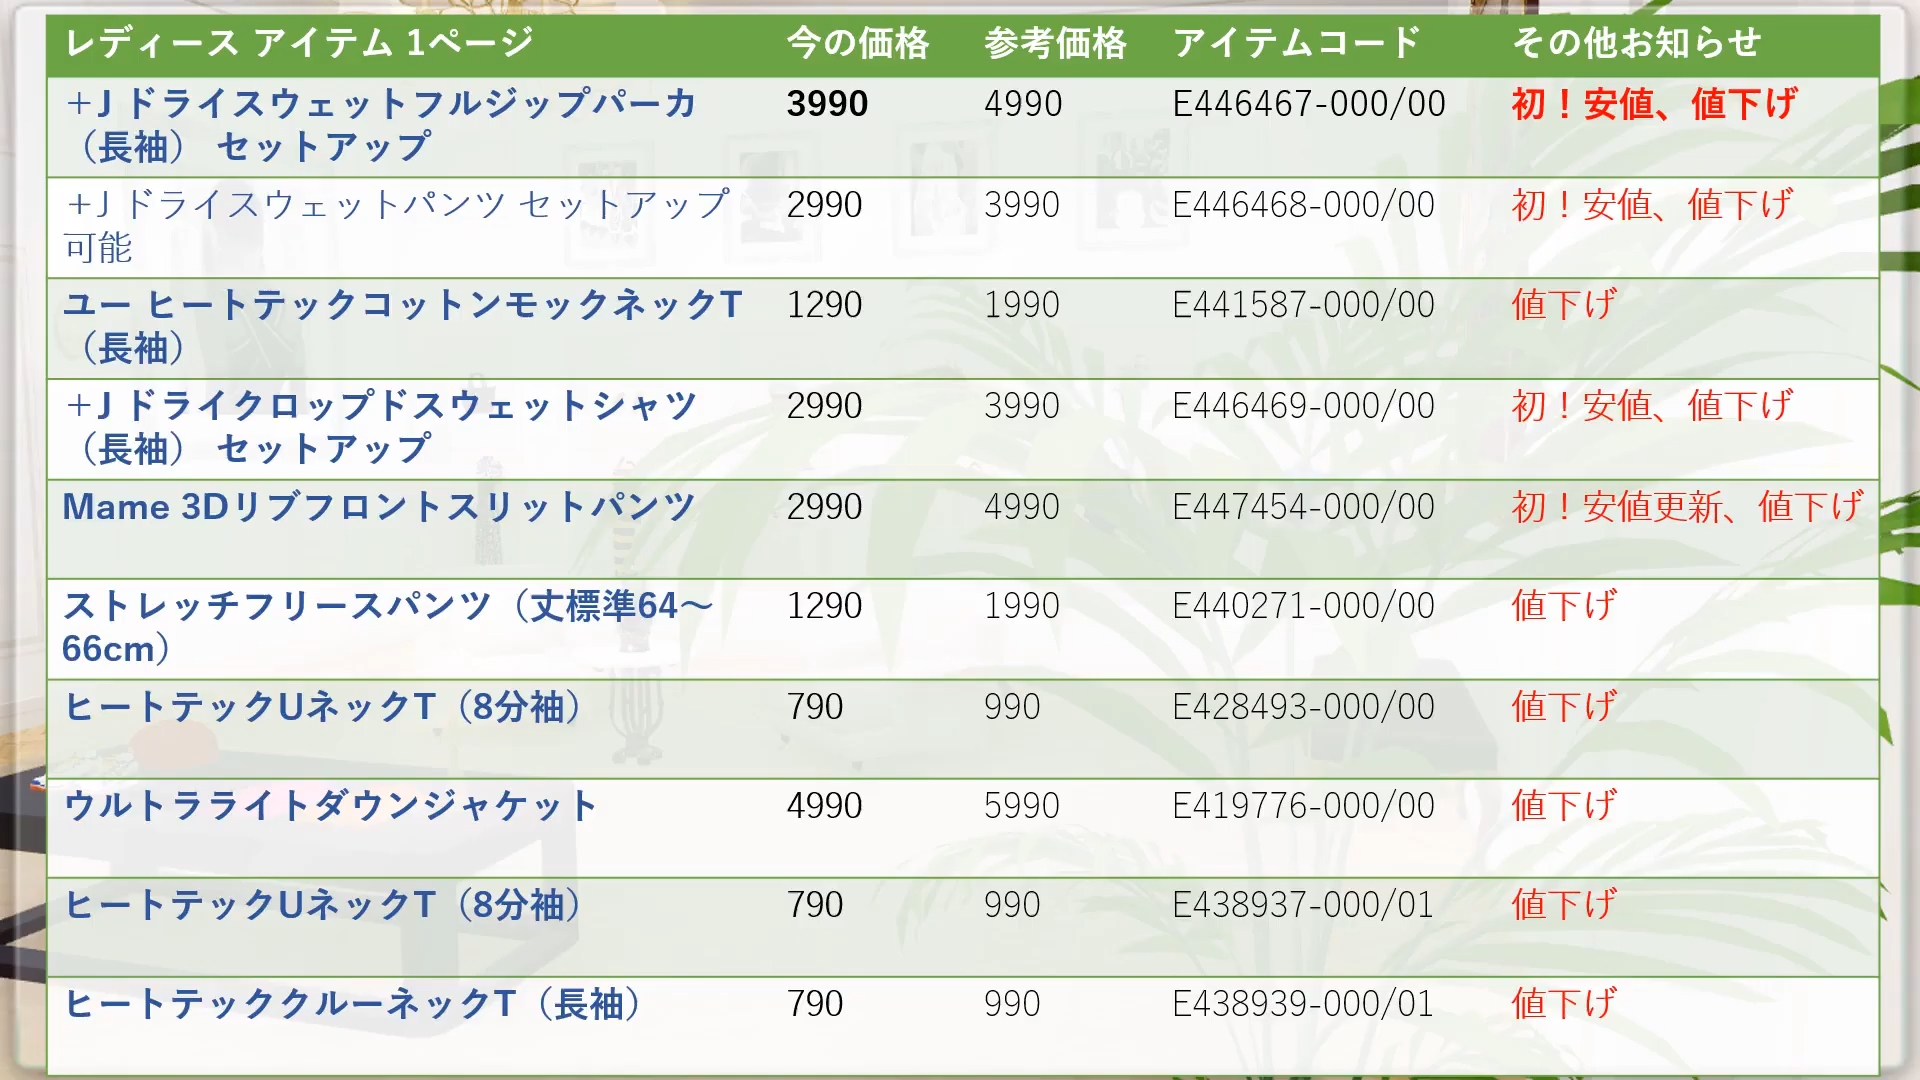 レディース アイテム 1ページ 今の価格 参考価格 アイテムコード その他お知らせ
＋J ドライスウェットフルジップパーカ 3990 4990 E446467-000/00 初！安値、値下げ
（長袖） セットアップ
＋J ドライスウェットパンツ セットアップ 2990 3990 E446468-000/00 初！安値、値下げ
可能
ユー ヒートテックコットンモックネックT 1290 1990 E441587-000/00 値下げ
（長袖）
＋J ドライクロップドスウェットシャツ 2990 3990 E446469-000/00 初！安値、値下げ
（長袖） セットアップ
Mame 3Dリブフロントスリットパンツ 2990 4990 E447454-000/00 初！安値更新、値下げ
ストレッチフリースパンツ（丈標準64～ 1290 1990 E440271-000/00 値下げ
66cm）
ヒートテックUネックT（8分袖） 790 990 E428493-000/00 値下げ
ウルトラライトダウンジャケット 4990 5990 E419776-000/00 値下げ
ヒートテックUネックT（8分袖） 790 990 E438937-000/01 値下げ
ヒートテッククルーネックT（長袖） 790 990 E438939-000/01 値下げ